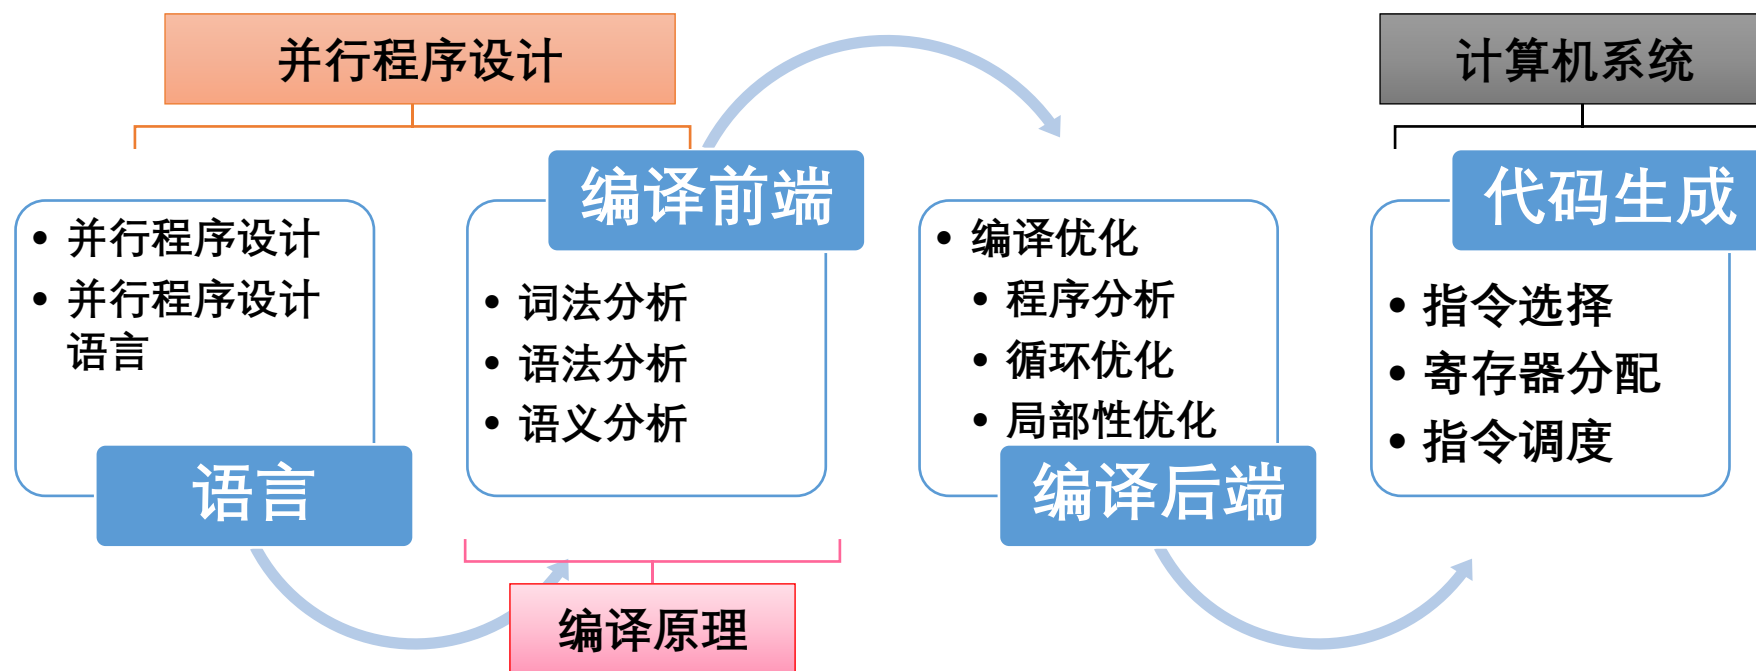 并行程序设计
计算机系统
• 并行程序设计
• 并行程序设计
语言
语言
编译前端
• 词法分析
• 语法分析
• 语义分析
编译原理
• 编译优化
• 程序分析
• 循环优化
• 局部性优化
编译后端
代码生成
• 指令选择
• 寄存器分配
• 指令调度